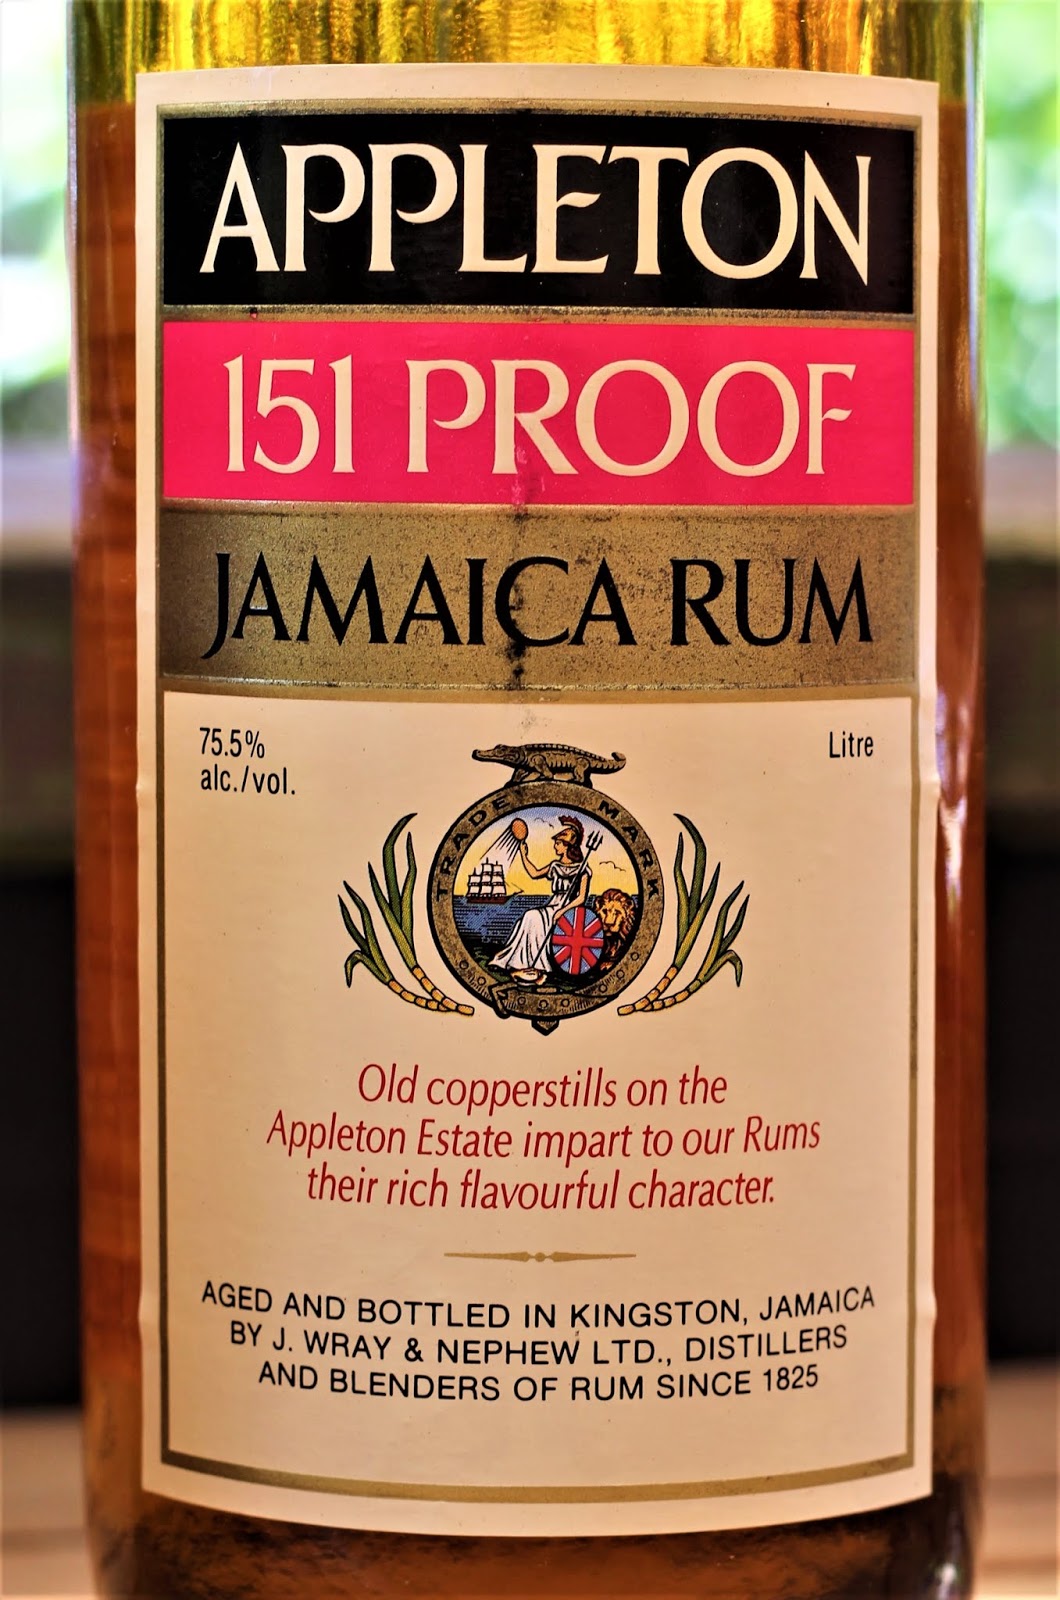 APPLETON
151 PROOF
JAMAICA RUM
75.5%
alc./vol.
Litre
TRADE MARK
Old copperstills on the
Appleton Estate impart to our Rums
their rich flavourful character.
AGED AND BOTTLED IN KINGSTON, JAMAICA
BY J. WRAY & NEPHEW LTD., DISTILLERS
AND BLENDERS OF RUM SINCE 1825